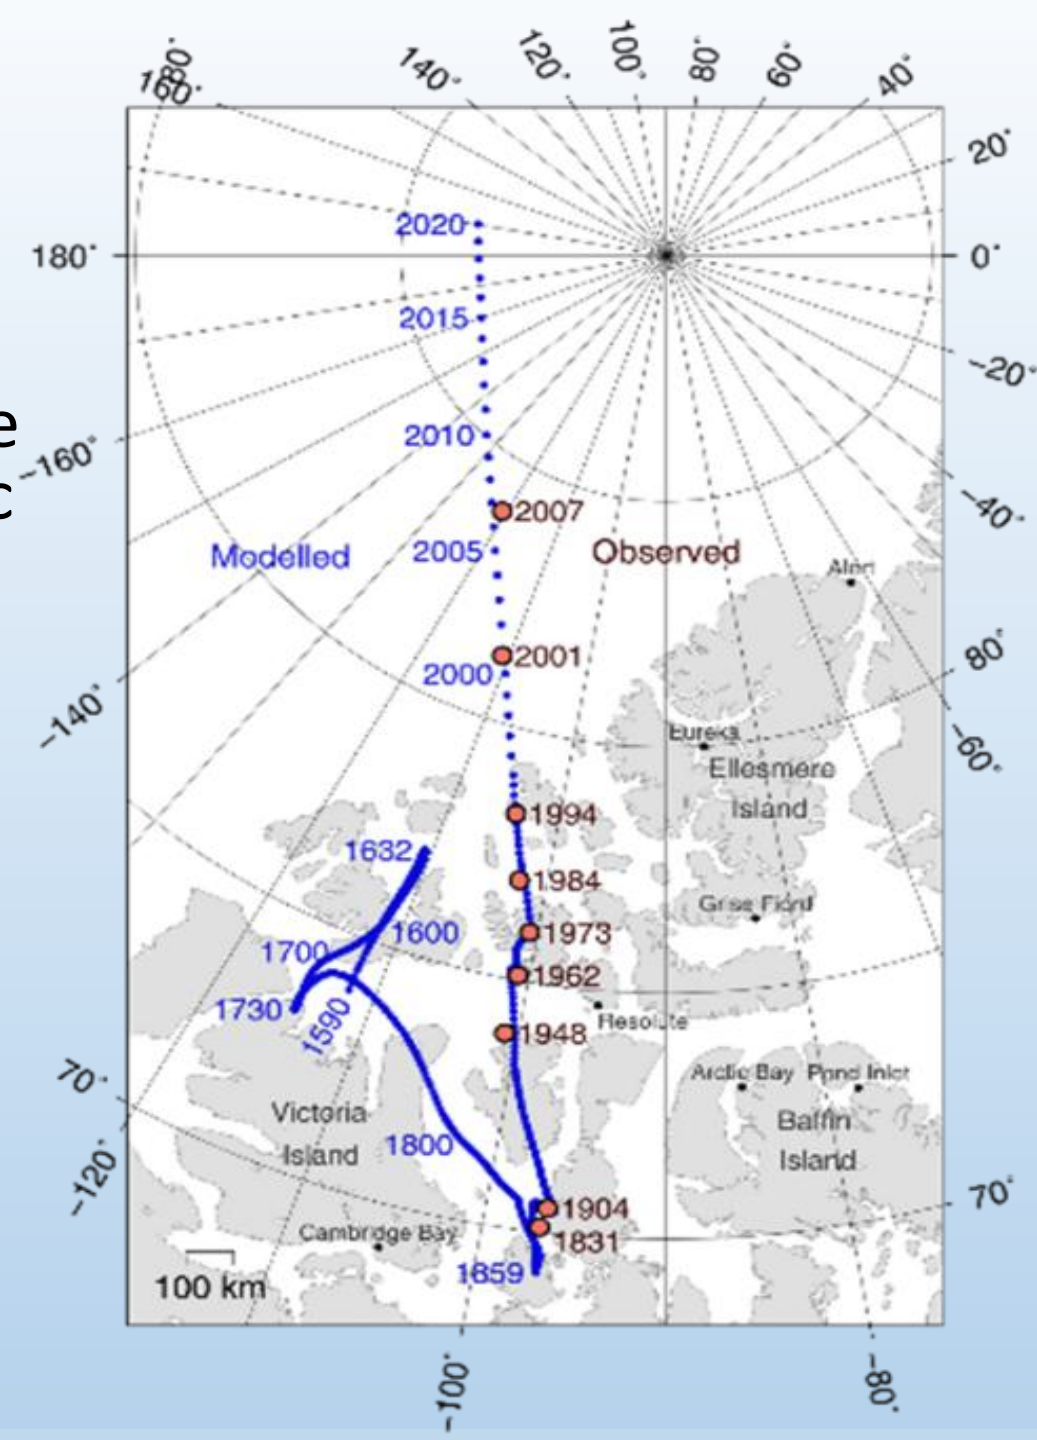 180°
160°
140°
120°
100°
80°
60°
40°
20°
2020
180°
0°
2015
-20°
e
2010
-160°
c
-40°
2007
Modelled
2005
Observed
Alert
2001
80°
2000
-140°
Eureka
-60°
Ellesmere
Island
1994
1632
1984
Grise Fiord
1600
1973
1700
1962
1730
1590
Resolute
1948
70°
Arctic Bay
Pond Inlet
Victoria
Baffin
Island
1800
Island
-120°
70°
1904
Cambridge Bay
1831
1859
100 km
-100°
-80°